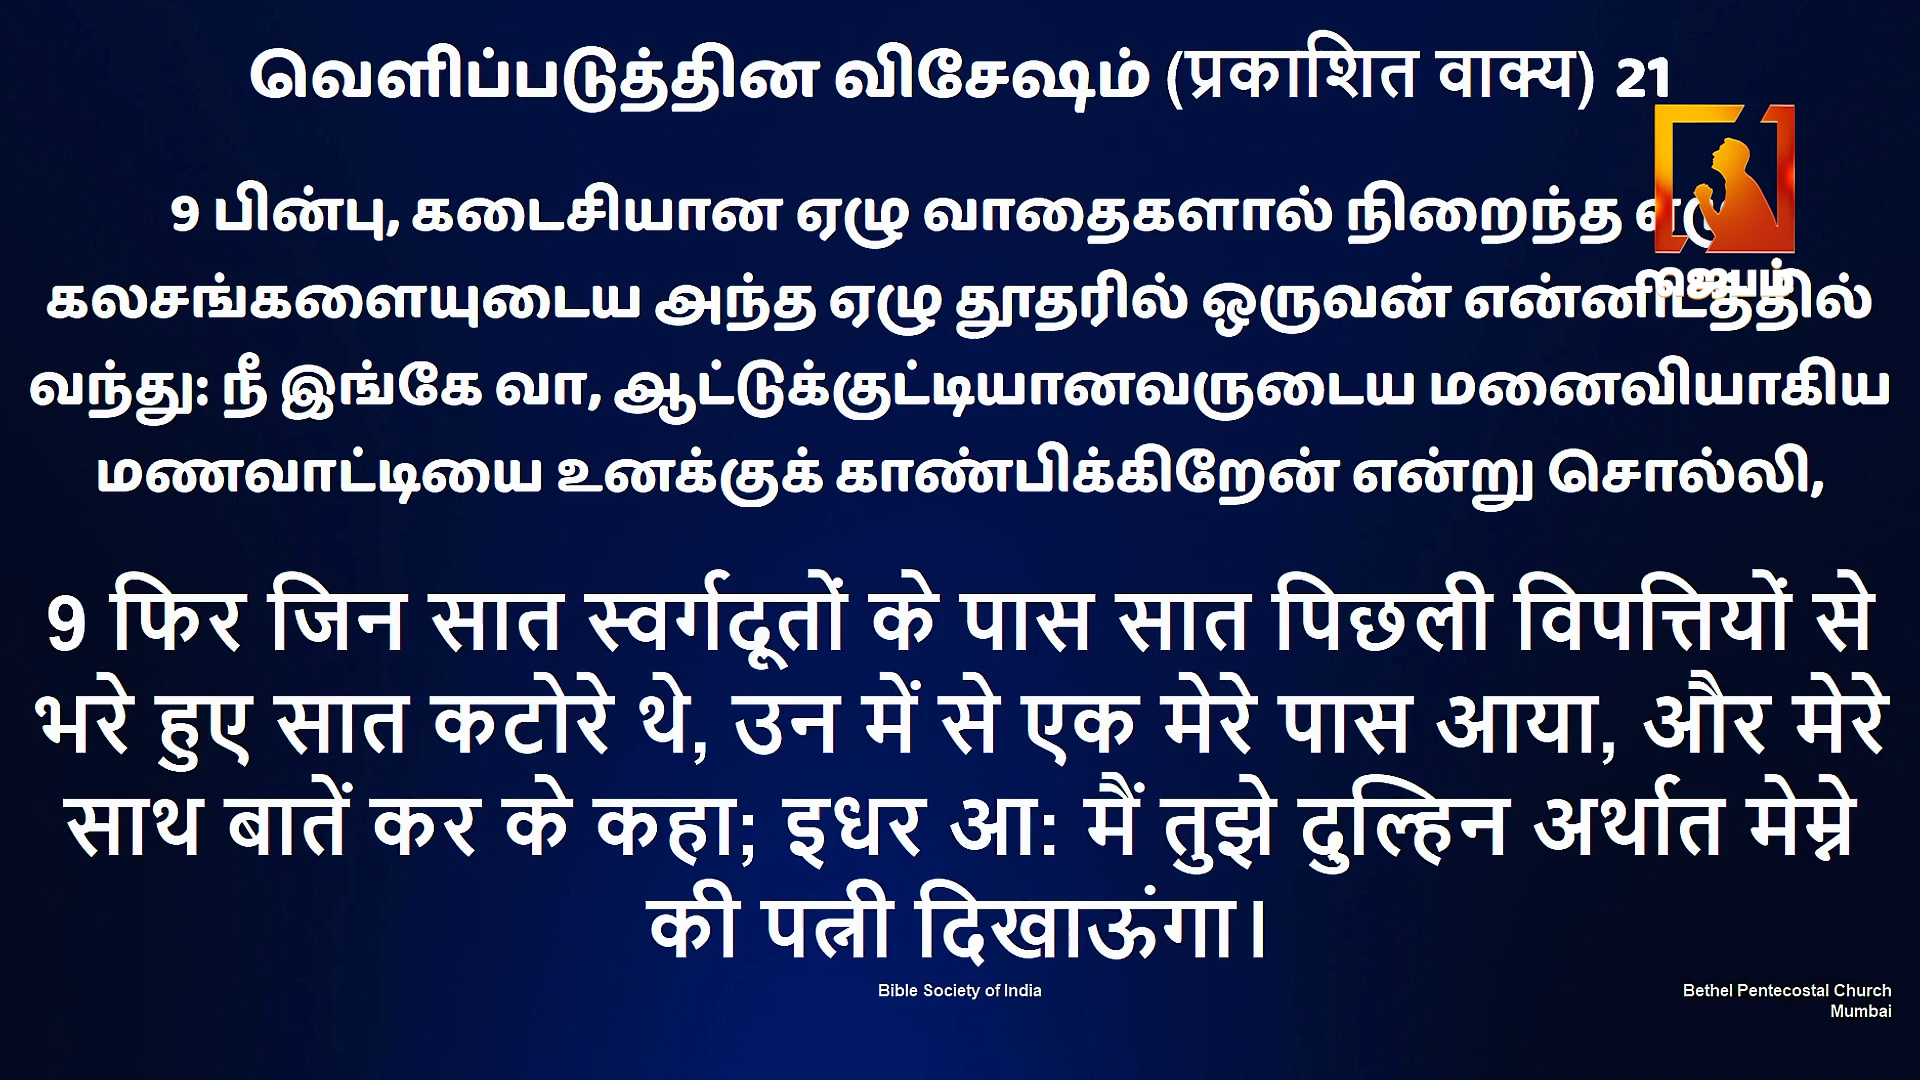 வெளிப்படுத்தின விசேஷம் (प्रकाशित वाक्य) 21
9 பின்பு, கடைசியான ஏழு வாதைகளால் நிறைந்த
கலசங்களையுடைய அந்த ஏழு தூதரில் ஒருவன் என்னிடத்தில்
ஜெபம்
வந்து: நீ இங்கே வா, ஆட்டுக்குட்டியானவருடைய மனைவியாகிய
மணவாட்டியை உனக்குக் காண்பிக்கிறேன் என்று சொல்லி,
9 फिर जिन सात स्वर्गदूतों के पास सात पिछली विपत्तियों से
भरे हुए सात कटोरे थे, उन में से एक मेरे पास आया, और मेरे
साथ बातें कर के कहा; इधर आ: मैं तुझे दुल्हिन अर्थात मेम्ने
की पत्नी दिखाऊंगा।
Bible Society of India
Bethel Pentecostal Church
Mumbai